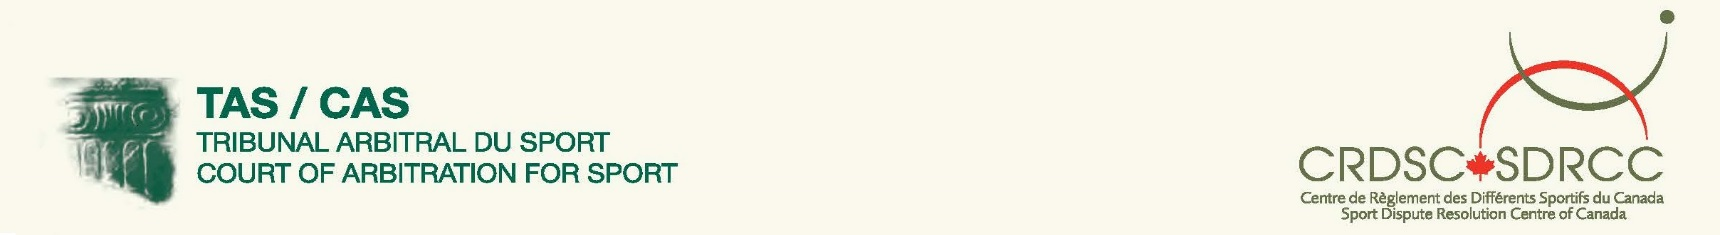 TAS / CAS
TRIBUNAL ARBITRAL DU SPORT
COURT OF ARBITRATION FOR SPORT
CRDSC SDRCC
Centre de Règlement des Différents Sportifs du Canada
Sport Dispute Resolution Centre of Canada